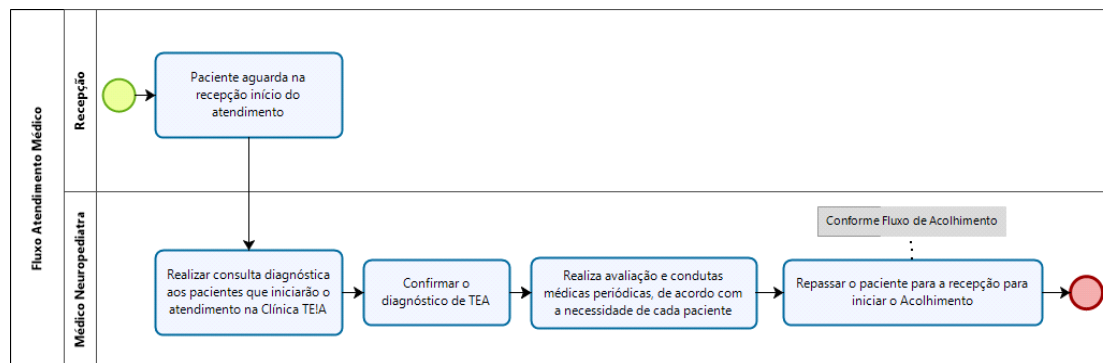 Fluxo Atendimento Médico
Recepção
Paciente aguarda na
recepção início do
atendimento
Médico Neuropediatra
Realizar consulta diagnóstica
aos pacientes que iniciarão o
atendimento na Clínica TEIA
Confirmar o
diagnóstico de TEA
Realiza avaliação e condutas
médicas periódicas, de acordo com
a necessidade de cada paciente
Conforme Fluxo de Acolhimento
Repassar o paciente para a recepção para
iniciar o Acolhimento